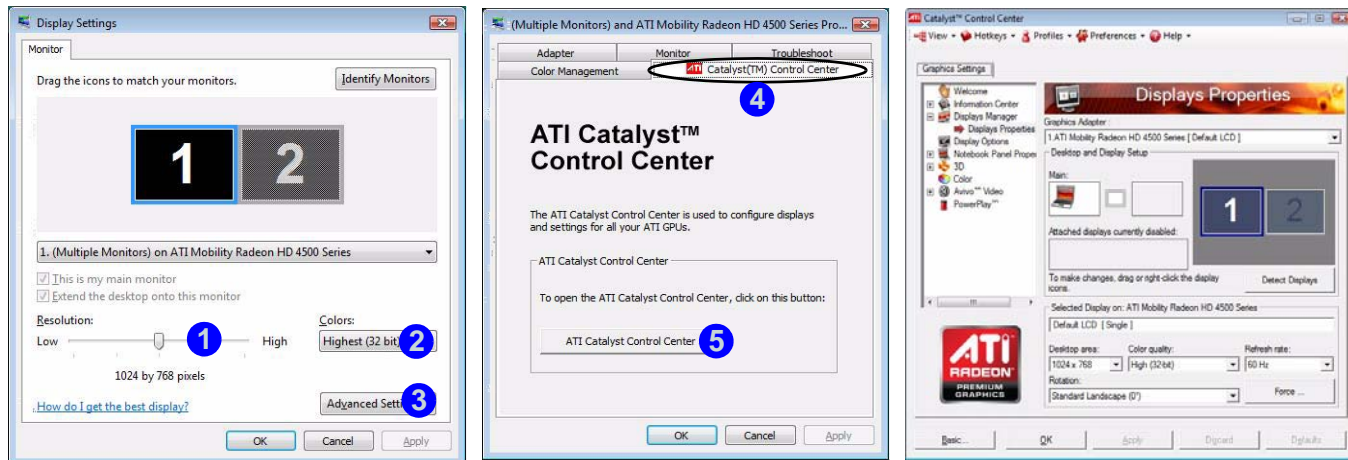 Display Settings
Monitor
Drag the icons to match your monitors.
Identify Monitors
1
2
1. (Multiple Monitors) on ATI Mobility Radeon HD 4500 Series
This is my main monitor
Extend the desktop onto this monitor
Resolution:
Low
High
1
1024 by 768 pixels
Colors:
Highest (32 bit)
2
How do I get the best display?
Advanced Setti
3
OK
Cancel
Apply
(Multiple Monitors) and ATI Mobility Radeon HD 4500 Series Pro...
Adapter
Monitor
Troubleshoot
Color Management
ATI Catalyst(TM) Control Center
4
ATI Catalyst™
Control Center
The ATI Catalyst Control Center is used to configure displays
and settings for all your ATI GPUs.
ATI Catalyst Control Center
To open the ATI Catalyst Control Center, click on this button:
ATI Catalyst Control Center
5
OK
Cancel
Apply
Catalyst™ Control Center
View
Hotkeys
Profiles
Preferences
Help
Graphics Settings
Welcome
Information Center
Displays Manager
Displays Properties
Display Options
Notebook Panel Proper
3D
Color
Avivo™ Video
PowerPlay™
ATI
RADEON
PREMIUM
GRAPHICS
Displays Properties
Graphics Adapter
1.ATI Mobility Radeon HD 4500 Series [ Default LCD ]
Desktop and Display Setup
Main:
1
2
Attached displays currently disabled:
To make changes, drag or right-click the display
icons.
Detect Displays
Selected Display on: ATI Mobility Radeon HD 4500 Series
Default LCD [ Single ]
Desktop area:
Color quality:
Refresh rate:
1024 x 768
High (32-bit)
60 Hz
Rotation:
Standard Landscape (0°)
Force ...
Basic...
OK
Apply
Discard
Defaults